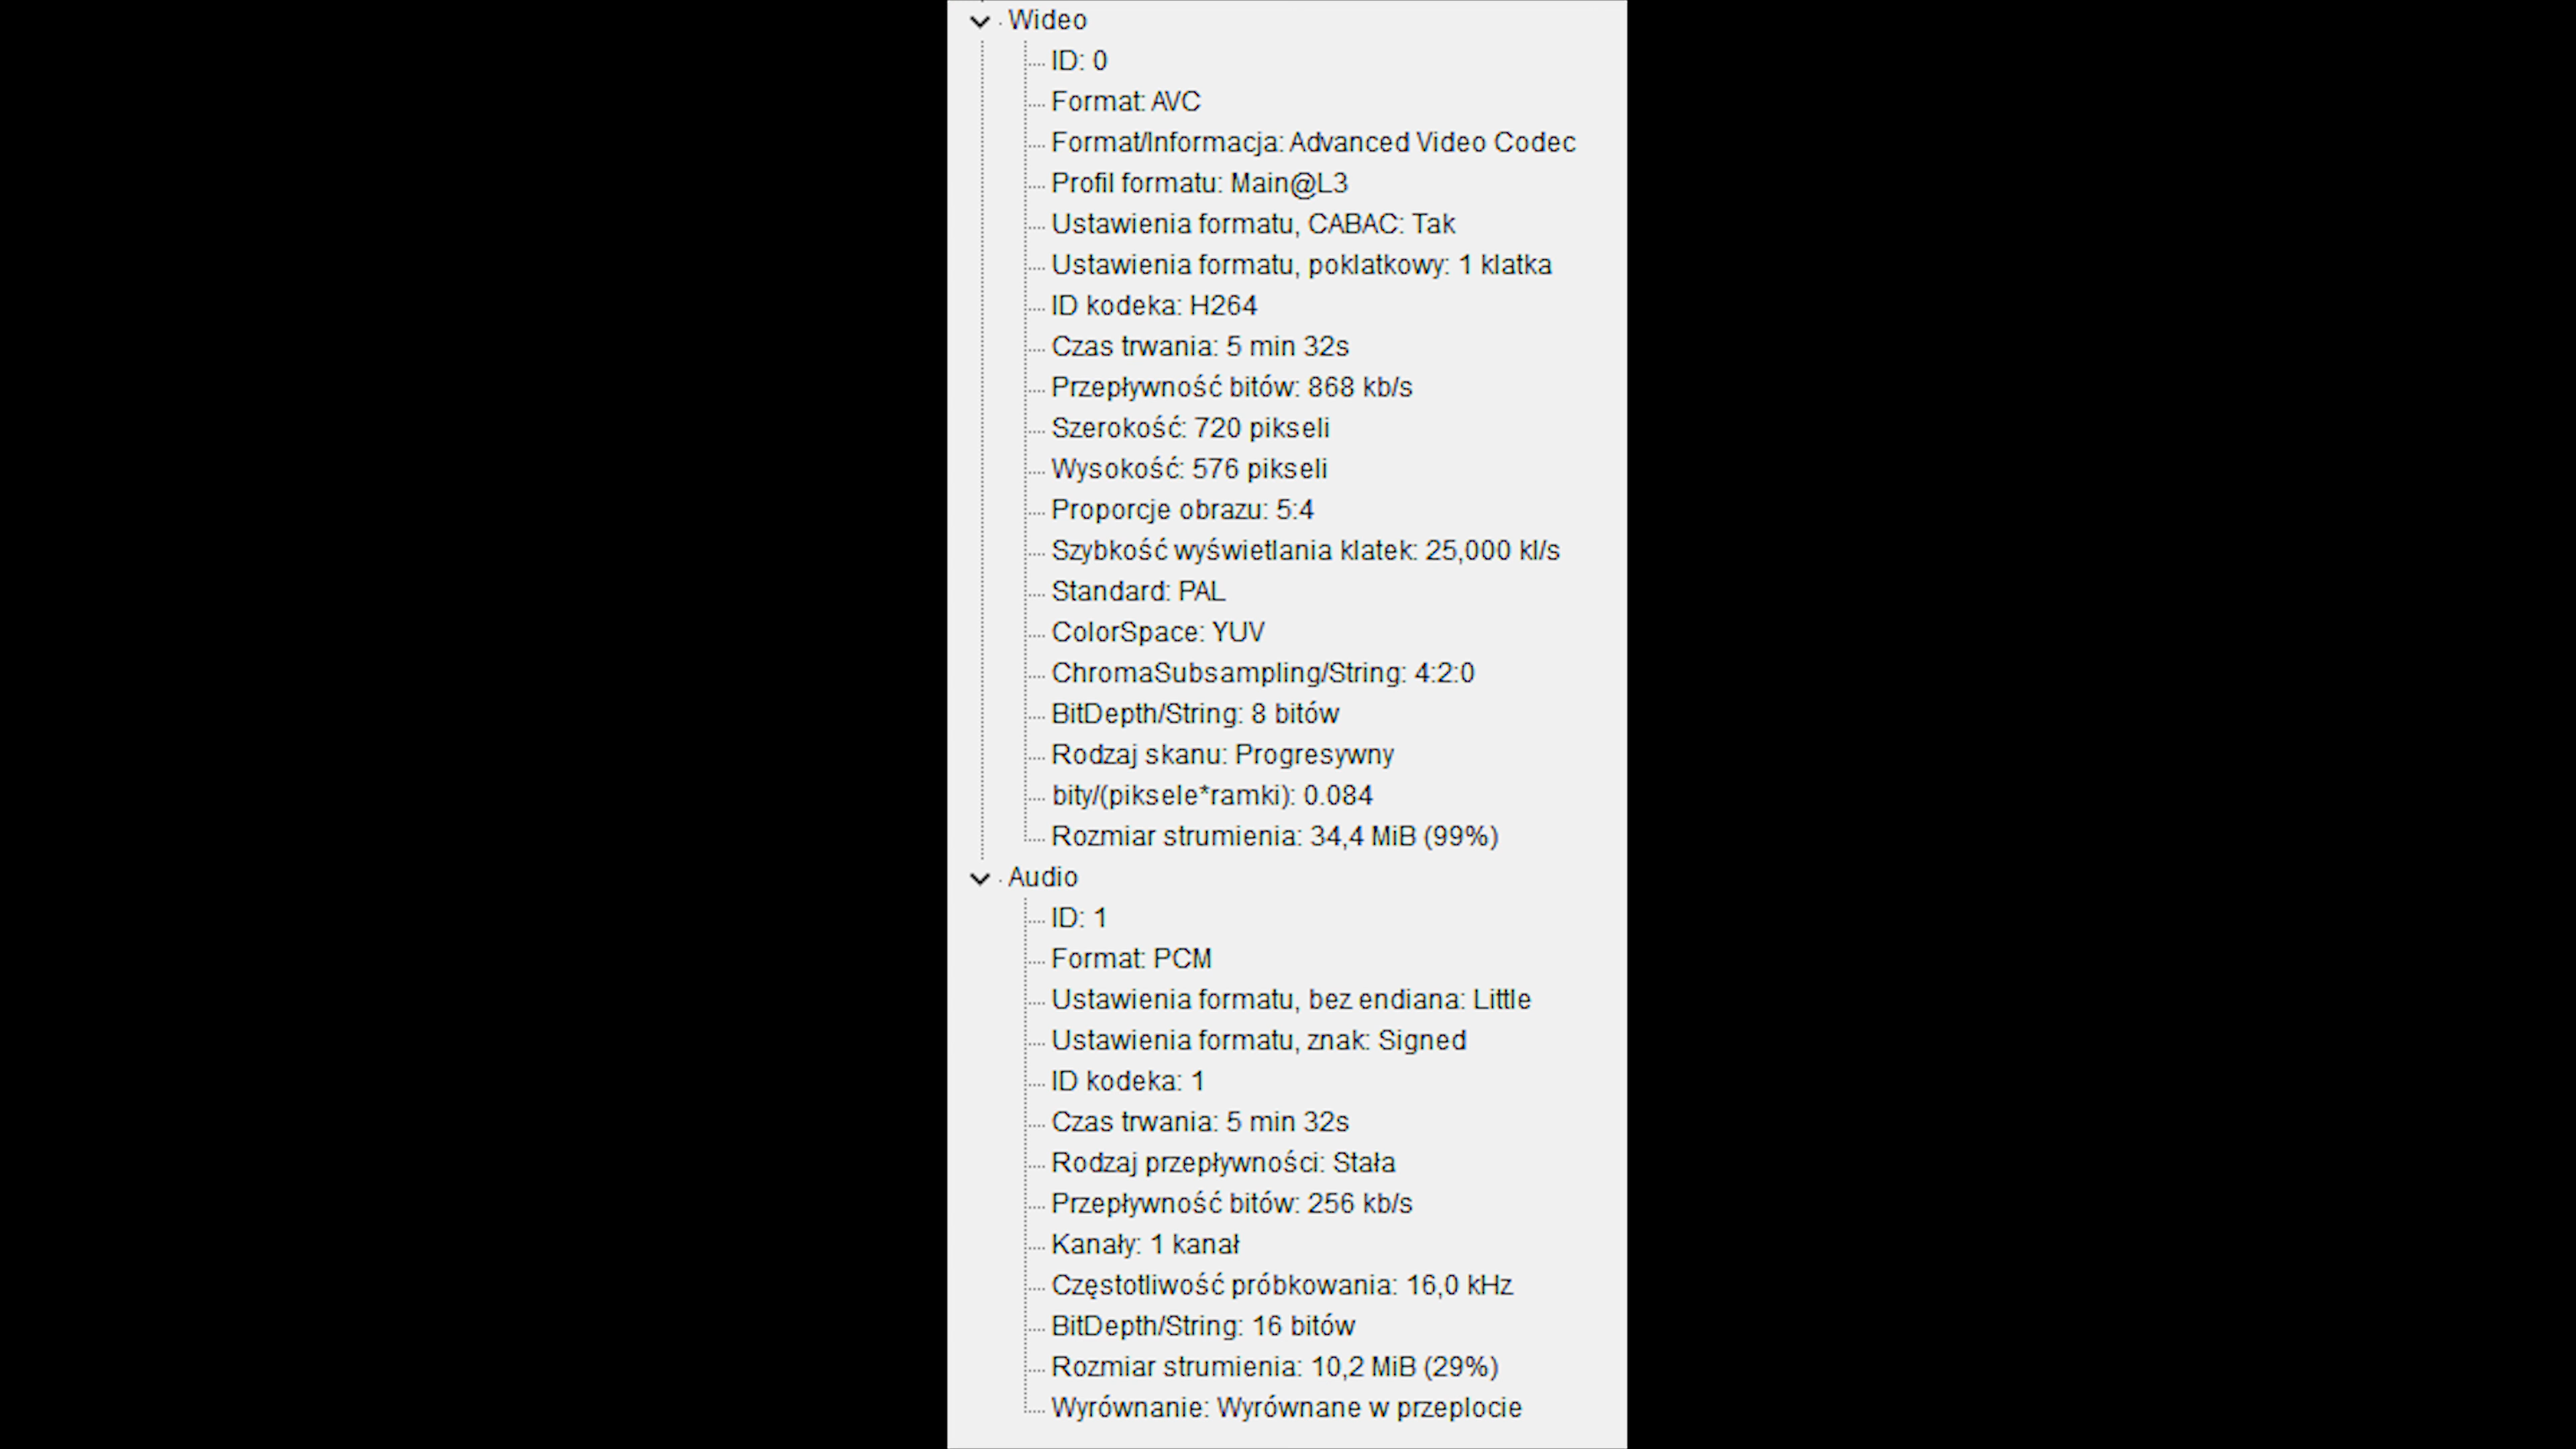 Wideo
ID: 0
Format: AVC
Format/Informacja: Advanced Video Codec
Profil formatu: Main@L3
Ustawienia formatu, CABAC: Tak
Ustawienia formatu, poklatkowy: 1 klatka
ID kodeka: H264
Czas trwania: 5 min 32s
Przepływność bitów: 868 kb/s
Szerokość: 720 pikseli
Wysokość: 576 pikseli
Proporcje obrazu: 5:4
Szybkość wyświetlania klatek: 25,000 kl/s
Standard: PAL
ColorSpace: YUV
ChromaSubsampling/String: 4:2:0
BitDepth/String: 8 bitów
Rodzaj skanu: Progresywny
bity/(piksele*ramki): 0.084
Rozmiar strumienia: 34,4 MiB (99%)
Audio
ID: 1
Format: PCM
Ustawienia formatu, bez endiana: Little
Ustawienia formatu, znak: Signed
ID kodeka: 1
Czas trwania: 5 min 32s
Rodzaj przepływności: Stała
Przepływność bitów: 256 kb/s
Kanały: 1 kanał
Częstotliwość próbkowania: 16,0 kHz
BitDepth/String: 16 bitów
Rozmiar strumienia: 10,2 MiB (29%)
Wyrównanie: Wyrównane w przeplocie